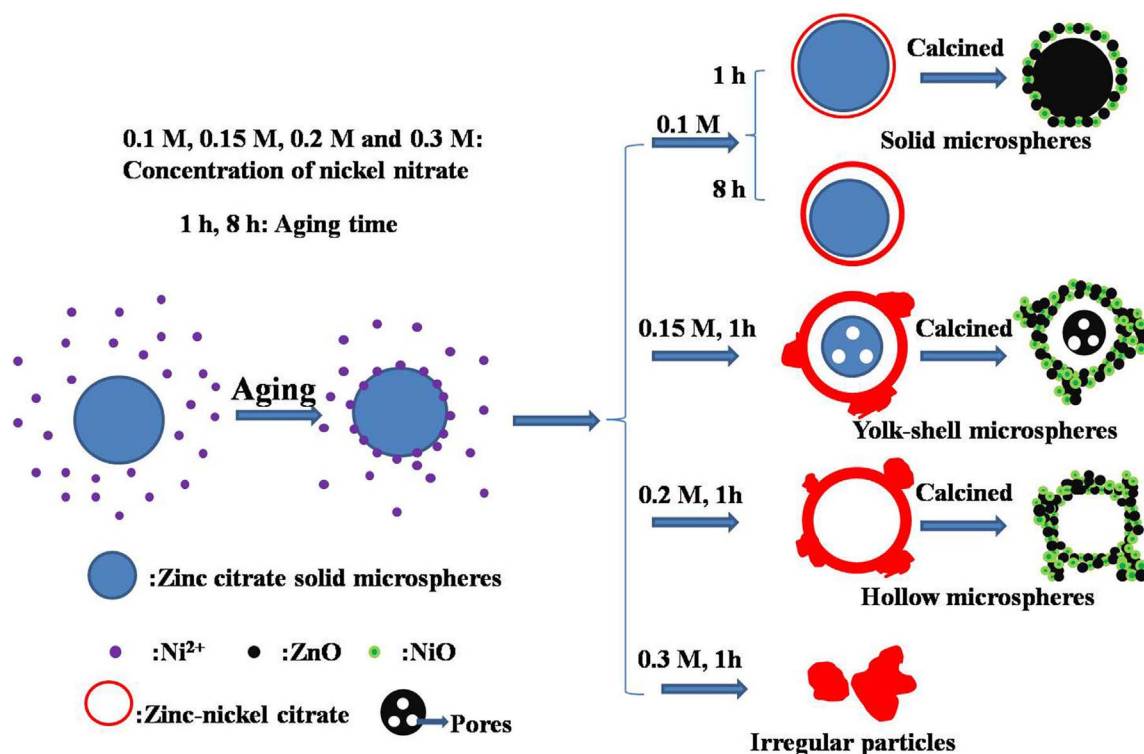 0.1 M, 0.15 M, 0.2 M and 0.3 M:
Concentration of nickel nitrate
1 h, 8 h: Aging time
Aging
:Zinc citrate solid microspheres
:Ni²⁺
:ZnO
:NiO
:Zinc-nickel citrate
Pores
0.1 M
1 h
8 h
Calcined
Solid microspheres
0.15 M, 1h
Calcined
Yolk-shell microspheres
0.2 M, 1h
Calcined
Hollow microspheres
0.3 M, 1h
Irregular particles